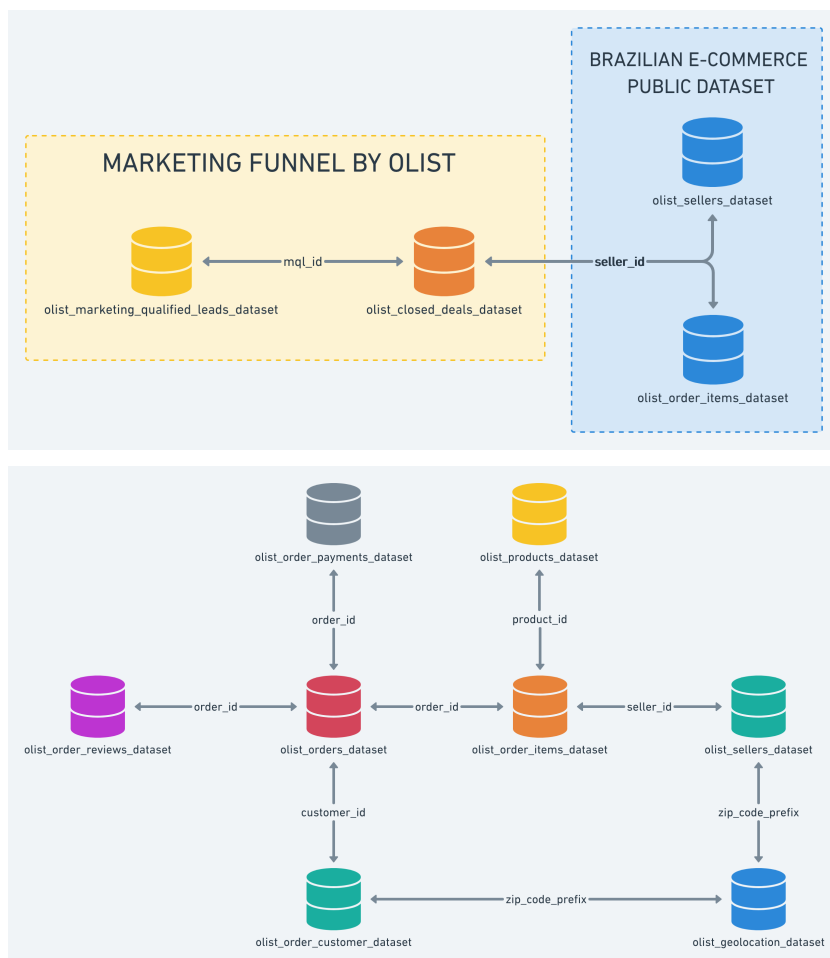 BRAZILIAN E-COMMERCE
PUBLIC DATASET
olist_sellers_dataset
MARKETING FUNNEL BY OLIST
mql_id
seller_id
olist_marketing_qualified_leads_dataset
olist_closed_deals_dataset
olist_order_items_dataset
olist_order_payments_dataset
olist_products_dataset
order_id
product_id
order_id
order_id
seller_id
olist_order_reviews_dataset
olist_orders_dataset
olist_order_items_dataset
olist_sellers_dataset
customer_id
zip_code_prefix
zip_code_prefix
olist_order_customer_dataset
olist_geolocation_dataset